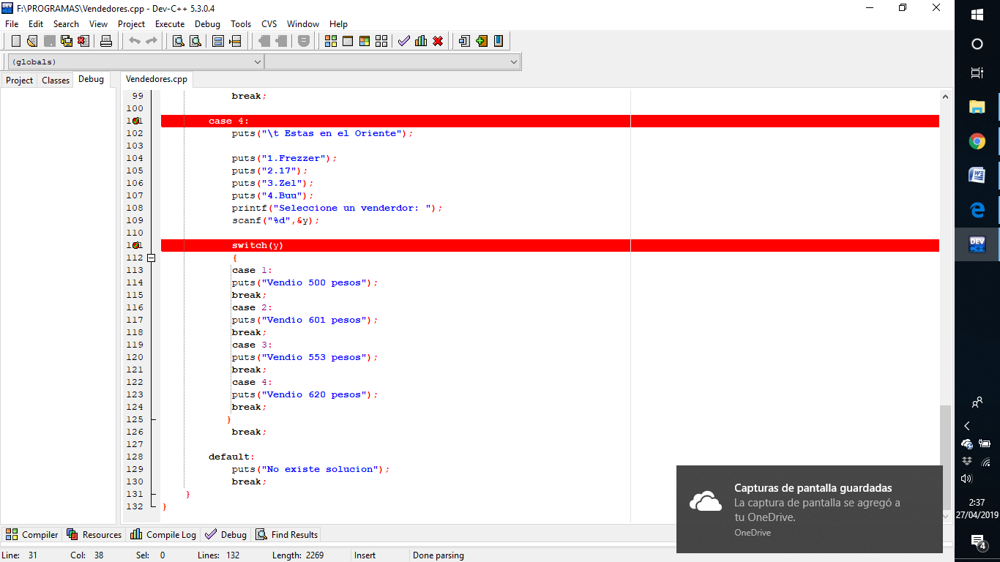 F:\PROGRAMAS\Vendedores.cpp - Dev-C++ 5.3.0.4
File Edit Search View Project Execute Debug Tools CVS Window Help
(globals)
Project Classes Debug
Vendedores.cpp
99 break;
100
case 4:
102 puts("\t Estas en el Oriente");
103
104 puts("1.Frezzer");
105 puts("2.17");
106 puts("3.Zel");
107 puts("4.Buu");
108 printf("Seleccione un venderdor: ");
109 scanf("%d",&y);
110
switch(y)
112 {
113 case 1:
114 puts("Vendio 500 pesos");
115 break;
116 case 2:
117 puts("Vendio 601 pesos");
118 break;
119 case 3:
120 puts("Vendio 553 pesos");
121 break;
122 case 4:
123 puts("Vendio 620 pesos");
124 break;
125 }
126 break;
127
128 default:
129 puts("No existe solucion");
130 break;
131 }
132 }
Capturas de pantalla guardadas
La captura de pantalla se agregó a
tu OneDrive.
OneDrive
Compiler Resources Compile Log Debug Find Results
Line: 31 Col: 38 Sel: 0 Lines: 132 Length: 2269 Insert Done parsing
DEV
2:37
27/04/2019
4